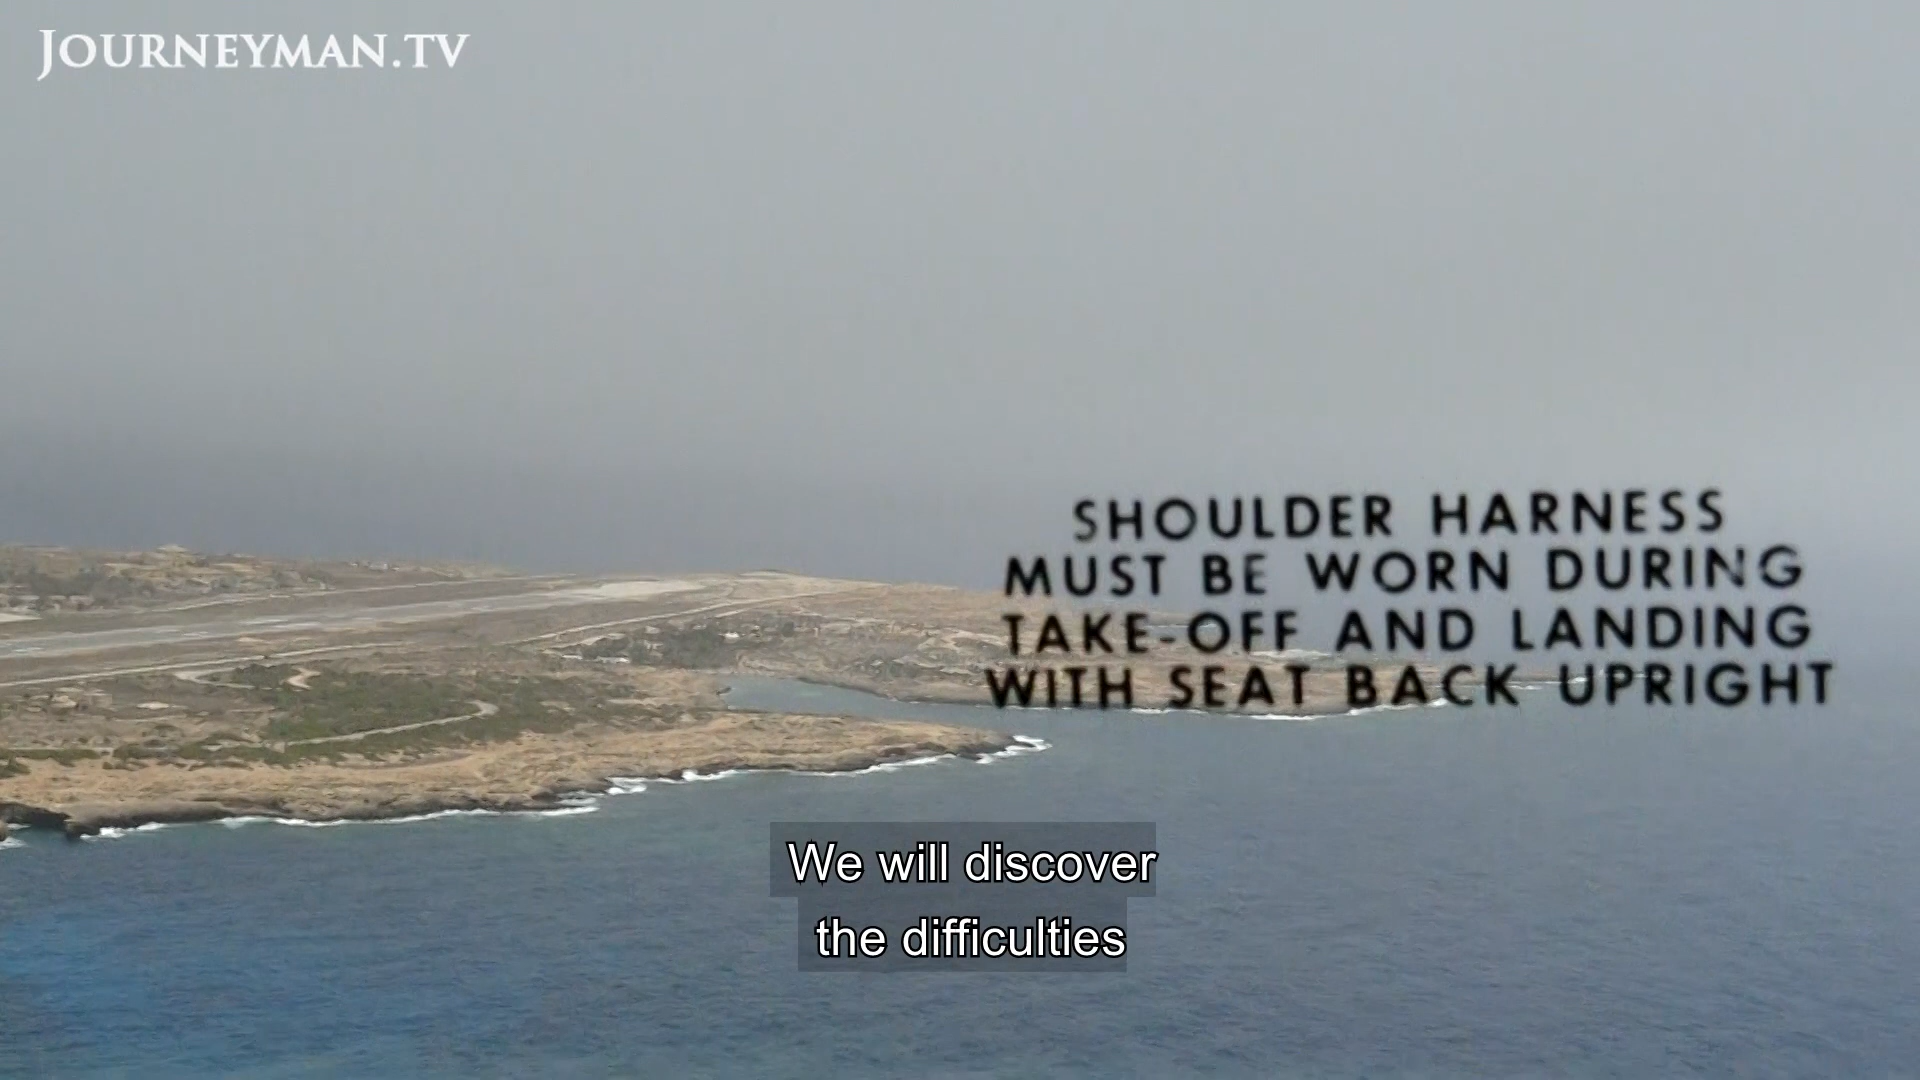 JOURNEYMAN.TV
SHOULDER HARNESS
MUST BE WORN DURING
TAKE-OFF AND LANDING
WITH SEAT BACK UPRIGHT
We will discover
the difficulties